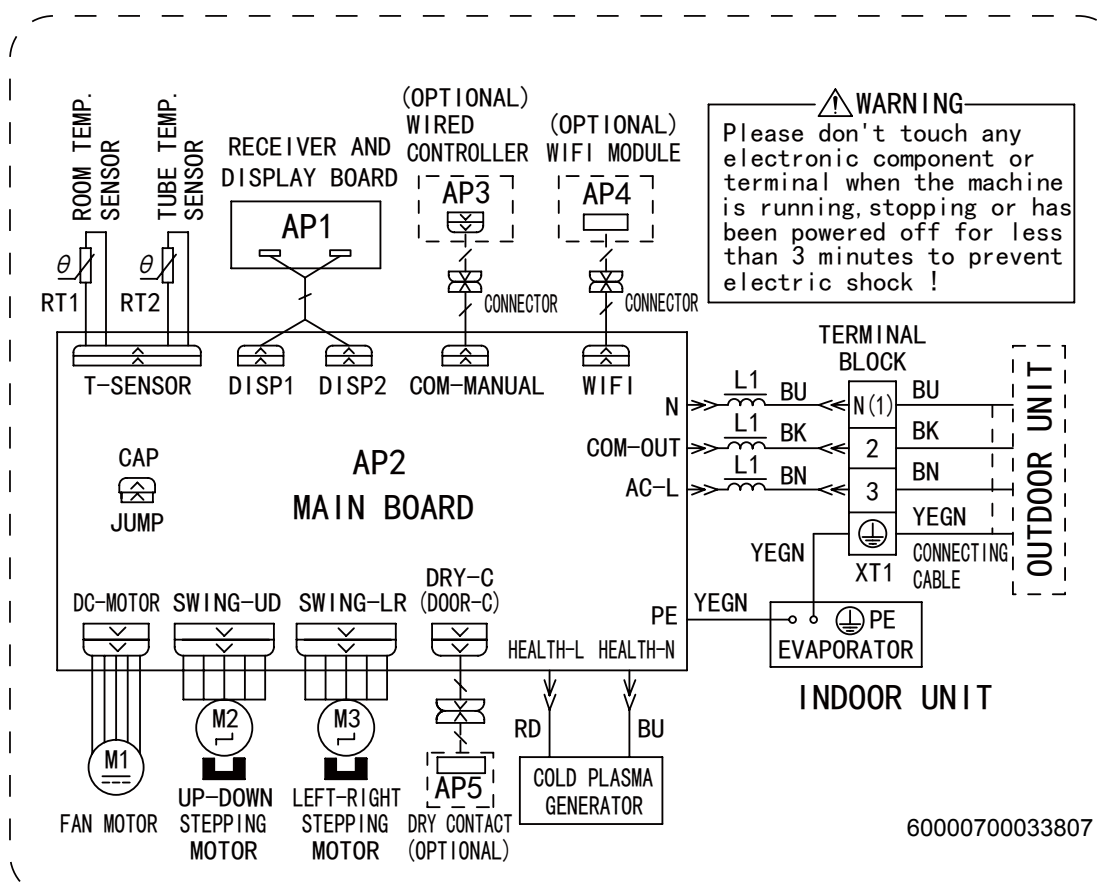 ROOM TEMP.
SENSOR
TUBE TEMP.
SENSOR
RECEIVER AND
DISPLAY BOARD
AP1
(OPTIONAL)
WIRED
CONTROLLER
AP3
(OPTIONAL)
WIFI MODULE
AP4
WARNING
Please don't touch any
electronic component or
terminal when the machine
is running,stopping or has
been powered off for less
than 3 minutes to prevent
electric shock !
θ
RT1
θ
RT2
CONNECTOR
CONNECTOR
T-SENSOR
DISP1
DISP2
COM-MANUAL
WIFI
TERMINAL
BLOCK
N
L1
BU
N(1)
BU
COM-OUT
L1
BK
2
BK
AC-L
L1
BN
3
BN
YEGN
YEGN
XT1
CONNECTING
CABLE
OUTDOOR UNIT
CAP
JUMP
AP2
MAIN BOARD
DC-MOTOR
SWING-UD
SWING-LR
DRY-C
(DOOR-C)
HEALTH-L
HEALTH-N
PE
YEGN
PE
EVAPORATOR
INDOOR UNIT
M1
M2
M3
AP5
RD
BU
COLD PLASMA
GENERATOR
FAN MOTOR
UP-DOWN
STEPPING
MOTOR
LEFT-RIGHT
STEPPING
MOTOR
DRY CONTACT
(OPTIONAL)
60000700033807